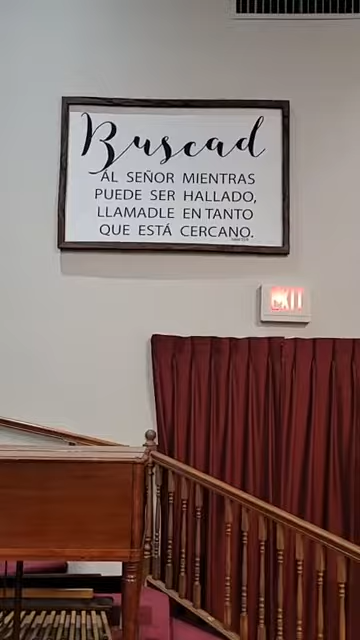 Buscad
AL SEÑOR MIENTRAS
PUEDE SER HALLADO,
LLAMADLE EN TANTO
QUE ESTÁ CERCANO.
EXIT